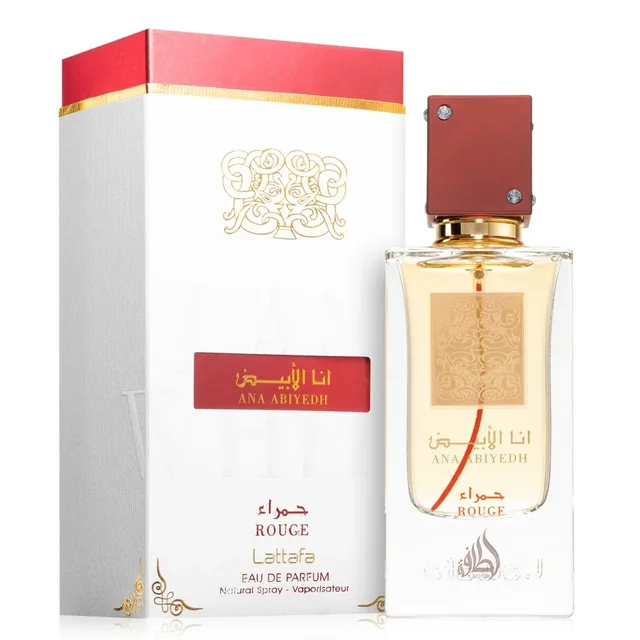 انا الأبيض
ANA ABIYEDH
حمراء
ROUGE
Lattafa
EAU DE PARFUM
Natural Spray - Vaporisateur
انا الأبيض
ANA ABIYEDH
حمراء
ROUGE
لطافة